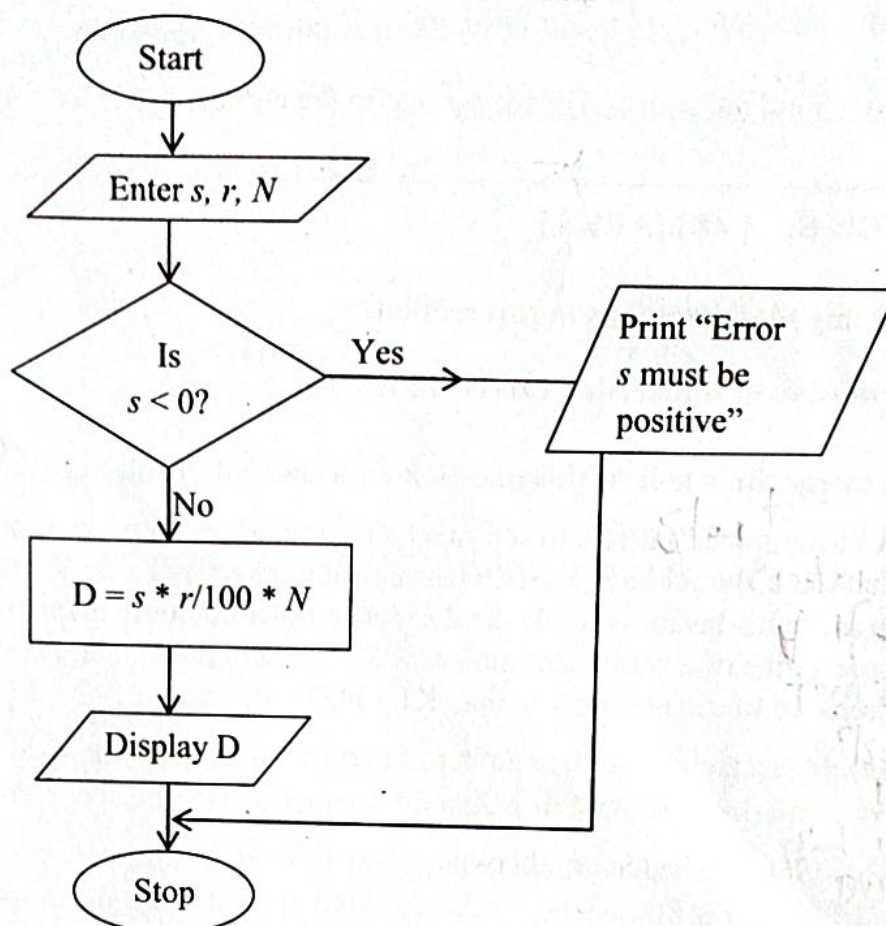 Start
Enter s, r, N
Is
s < 0?
Yes
Print “Error
s must be
positive”
No
D = s * r/100 * N
Display D
Stop